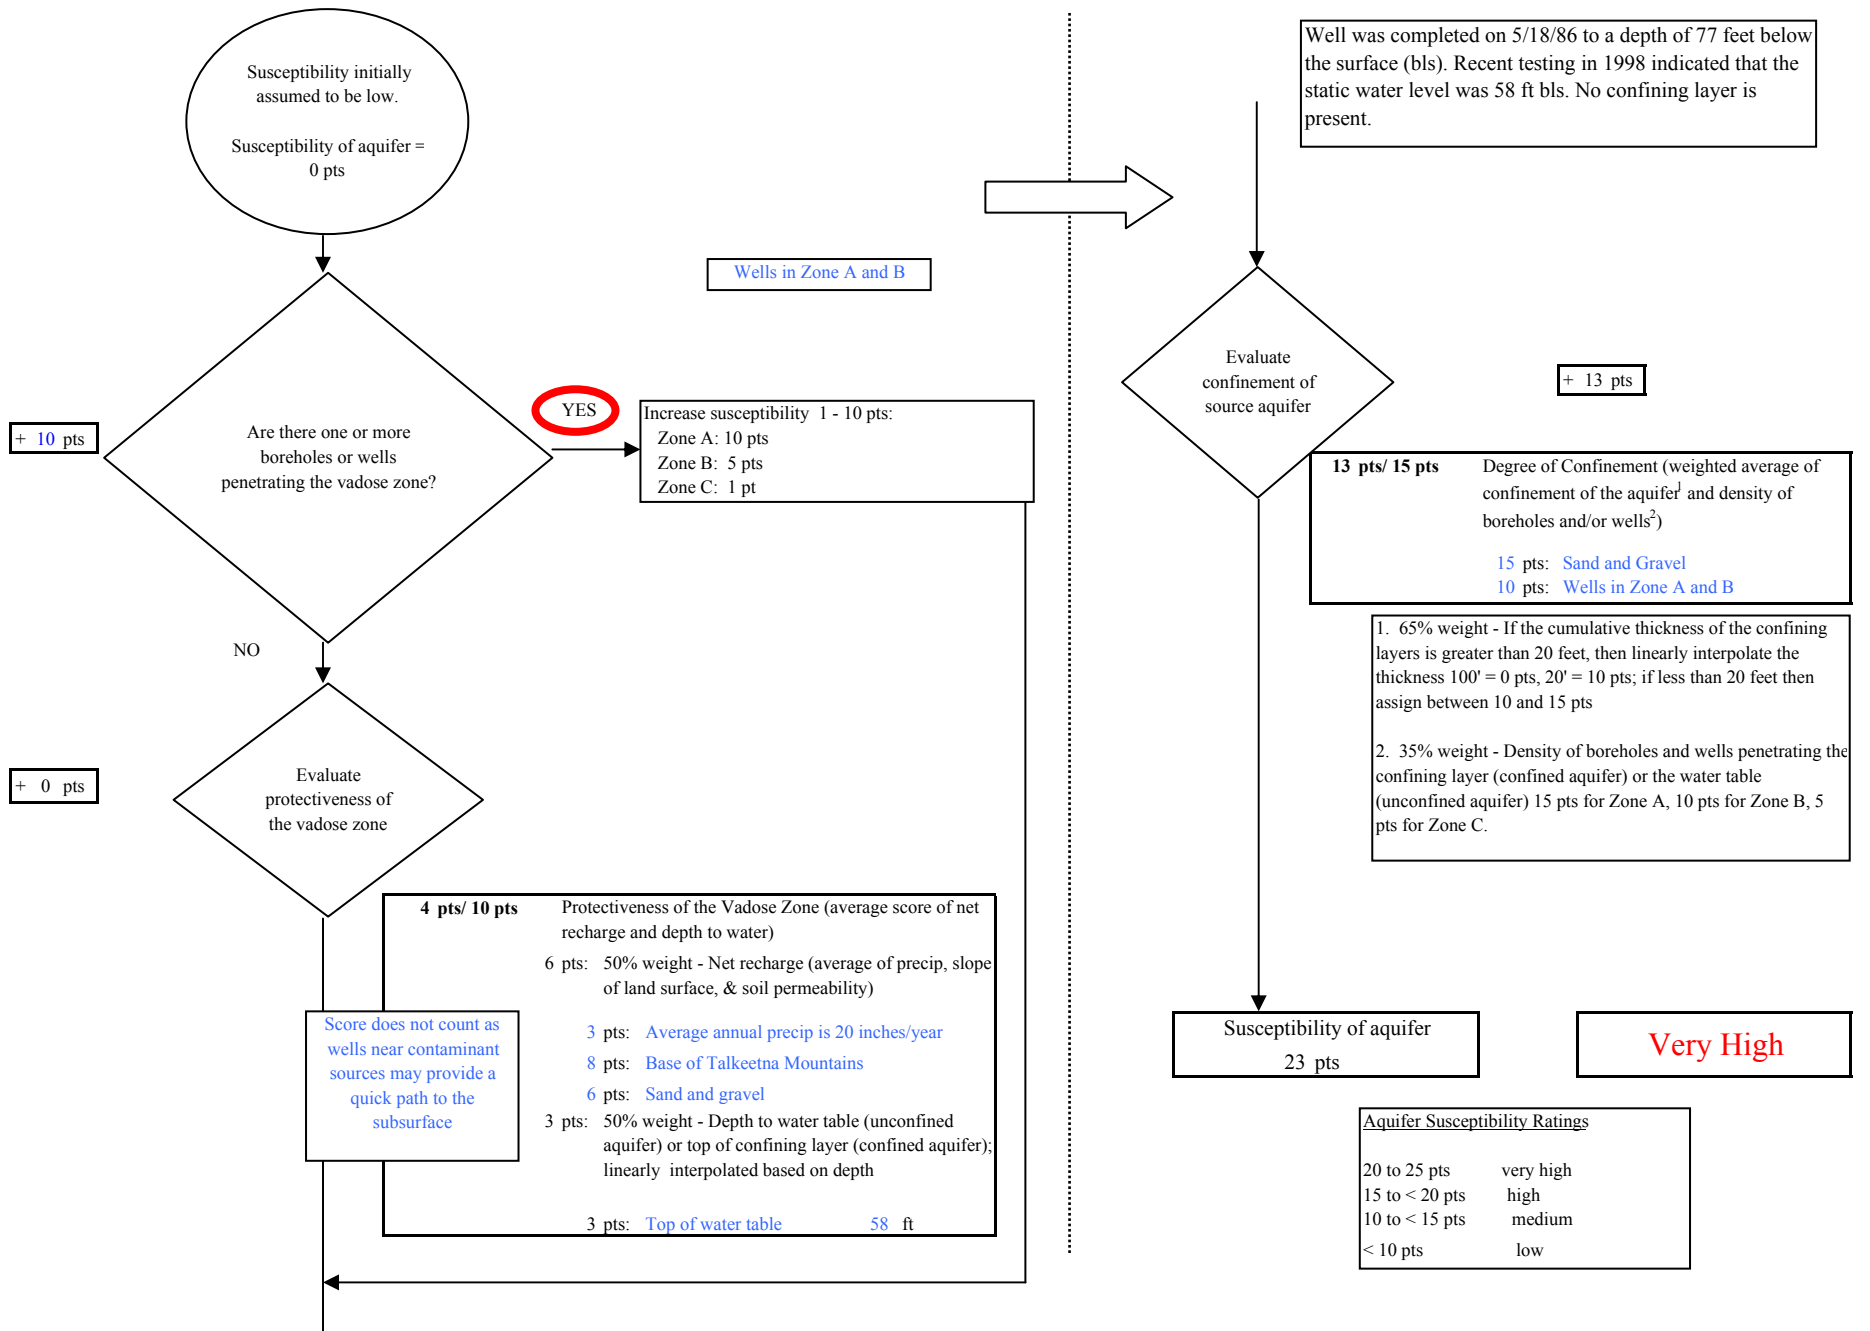 Susceptibility initially
assumed to be low.
Susceptibility of aquifer =
0 pts
Wells in Zone A and B
+ 10 pts
Are there one or more
boreholes or wells
penetrating the vadose zone?
YES
Increase susceptibility 1 - 10 pts:
Zone A: 10 pts
Zone B: 5 pts
Zone C: 1 pt
NO
+ 0 pts
Evaluate
protectiveness of
the vadose zone
4 pts/ 10 pts
Protectiveness of the Vadose Zone (average score of net
recharge and depth to water)
6 pts: 50% weight - Net recharge (average of precip, slope
of land surface, & soil permeability)
3 pts: Average annual precip is 20 inches/year
8 pts: Base of Talkeetna Mountains
6 pts: Sand and gravel
3 pts: 50% weight - Depth to water table (unconfined
aquifer) or top of confining layer (confined aquifer);
linearly interpolated based on depth
3 pts: Top of water table 58 ft
Score does not count as
wells near contaminant
sources may provide a
quick path to the
subsurface
Well was completed on 5/18/86 to a depth of 77 feet below
the surface (bls). Recent testing in 1998 indicated that the
static water level was 58 ft bls. No confining layer is
present.
Evaluate
confinement of
source aquifer
+ 13 pts
13 pts/ 15 pts
Degree of Confinement (weighted average of
confinement of the aquifer1 and density of
boreholes and/or wells2)
15 pts: Sand and Gravel
10 pts: Wells in Zone A and B
1. 65% weight - If the cumulative thickness of the confining
layers is greater than 20 feet, then linearly interpolate the
thickness 100' = 0 pts, 20' = 10 pts; if less than 20 feet then
assign between 10 and 15 pts
2. 35% weight - Density of boreholes and wells penetrating the
confining layer (confined aquifer) or the water table
(unconfined aquifer) 15 pts for Zone A, 10 pts for Zone B, 5
pts for Zone C.
Susceptibility of aquifer
23 pts
Very High
Aquifer Susceptibility Ratings
20 to 25 pts very high
15 to < 20 pts high
10 to < 15 pts medium
< 10 pts low